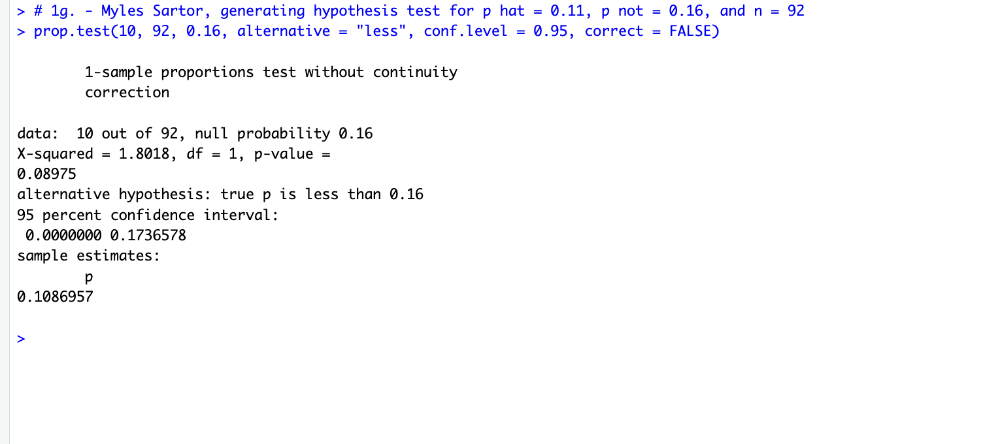 > # 1g. - Myles Sartor, generating hypothesis test for p hat = 0.11, p not = 0.16, and n = 92
> prop.test(10, 92, 0.16, alternative = "less", conf.level = 0.95, correct = FALSE)
1-sample proportions test without continuity
correction
data:  10 out of 92, null probability 0.16
X-squared = 1.8018, df = 1, p-value =
0.08975
alternative hypothesis: true p is less than 0.16
95 percent confidence interval:
0.0000000 0.1736578
sample estimates:
p
0.1086957
>